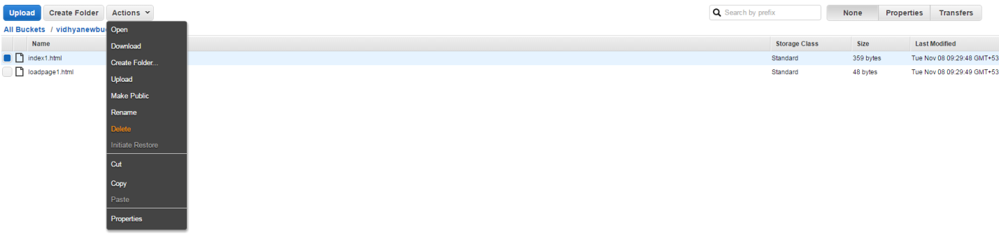 Upload Create Folder Actions Search by prefix None Properties Transfers
All Buckets / vidhyanewbu
Name Storage Class Size Last Modified
index1.html Standard 359 bytes Tue Nov 08 09:29:48 GMT+53
loadpage1.html Standard 48 bytes Tue Nov 08 09:29:49 GMT+53
Open
Download
Create Folder...
Upload
Make Public
Rename
Delete
Initiate Restore
Cut
Copy
Paste
Properties